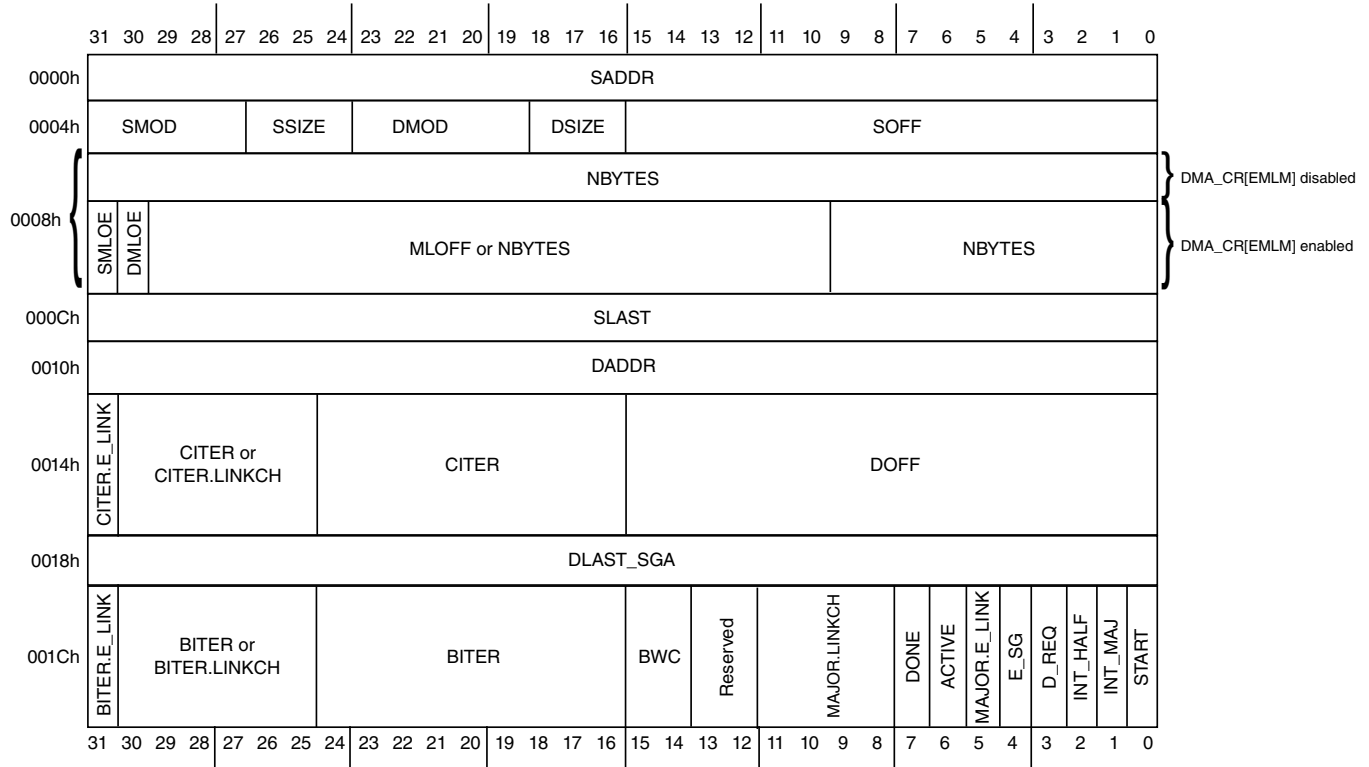 31 30 29 28 27 26 25 24 23 22 21 20 19 18 17 16 15 14 13 12 11 10 9 8 7 6 5 4 3 2 1 0
0000h SADDR
0004h SMOD SSIZE DMOD DSIZE SOFF
NBYTES DMA_CR[EMLM] disabled
0008h
SMLOE DMLOE MLOFF or NBYTES NBYTES DMA_CR[EMLM] enabled
000Ch SLAST
0010h DADDR
0014h CITER.E_LINK CITER or
CITER.LINKCH CITER DOFF
0018h DLAST_SGA
001Ch BITER.E_LINK BITER or
BITER.LINKCH BITER BWC Reserved MAJOR.LINKCH DONE ACTIVE MAJOR.E_LINK E_SG D_REQ INT_HALF INT_MAJ START
31 30 29 28 27 26 25 24 23 22 21 20 19 18 17 16 15 14 13 12 11 10 9 8 7 6 5 4 3 2 1 0